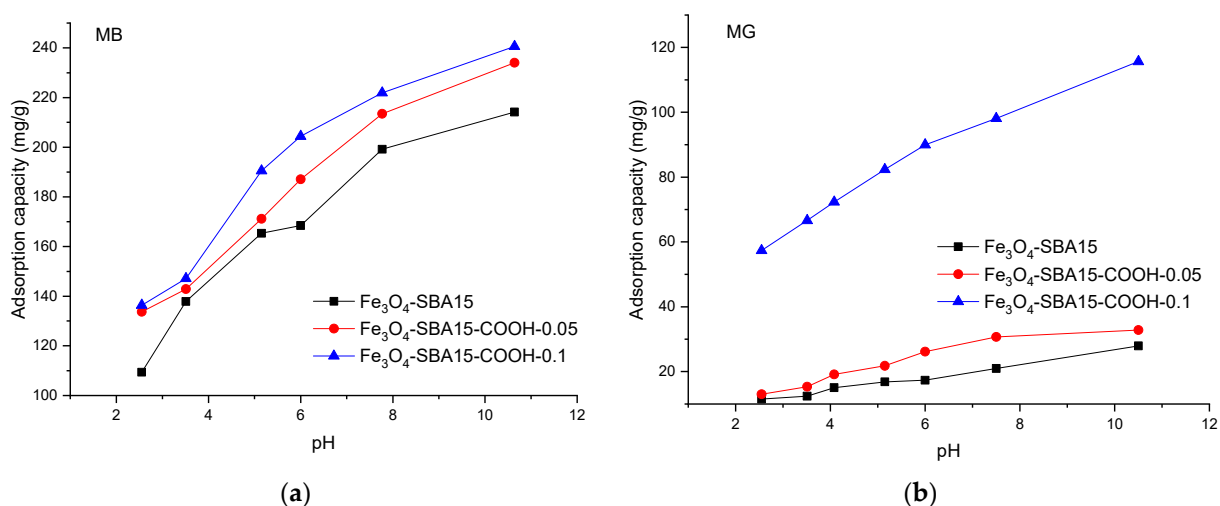 MB
Adsorption capacity (mg/g)
240
220
200
180
160
140
120
100
2
4
6
8
10
12
pH
Fe₃O₄-SBA15
Fe₃O₄-SBA15-COOH-0.05
Fe₃O₄-SBA15-COOH-0.1
(a)
MG
Adsorption capacity (mg/g)
120
100
80
60
40
20
2
4
6
8
10
12
pH
Fe₃O₄-SBA15
Fe₃O₄-SBA15-COOH-0.05
Fe₃O₄-SBA15-COOH-0.1
(b)